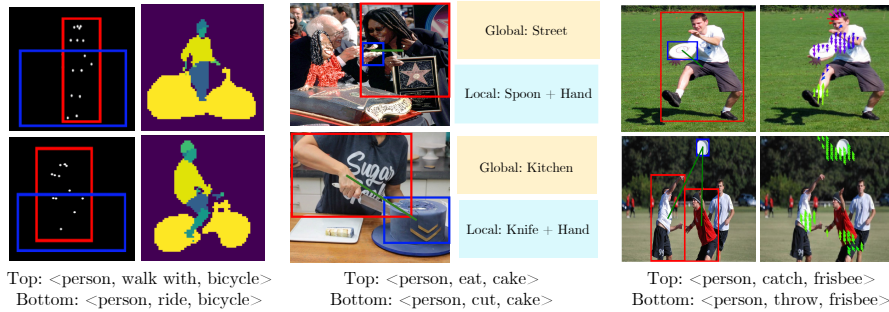 Global: Street
Local: Spoon + Hand
Sugar
Global: Kitchen
Local: Knife + Hand
Top: <person, walk with, bicycle>
Bottom: <person, ride, bicycle>
Top: <person, eat, cake>
Bottom: <person, cut, cake>
Top: <person, catch, frisbee>
Bottom: <person, throw, frisbee>